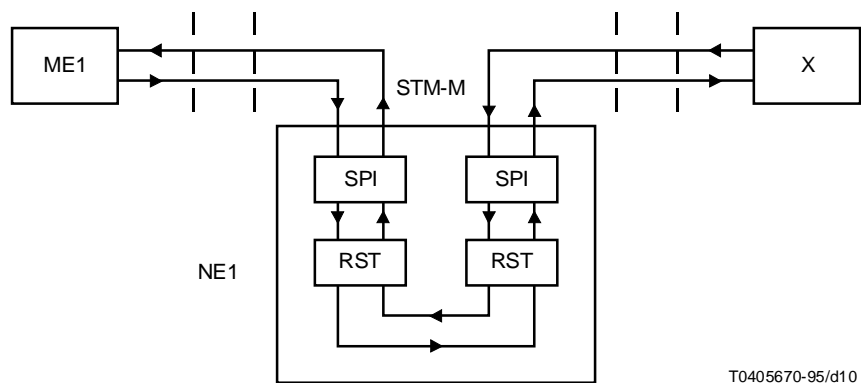 ME1
X
STM-M
SPI
SPI
RST
RST
NE1
T0405670-95/d10